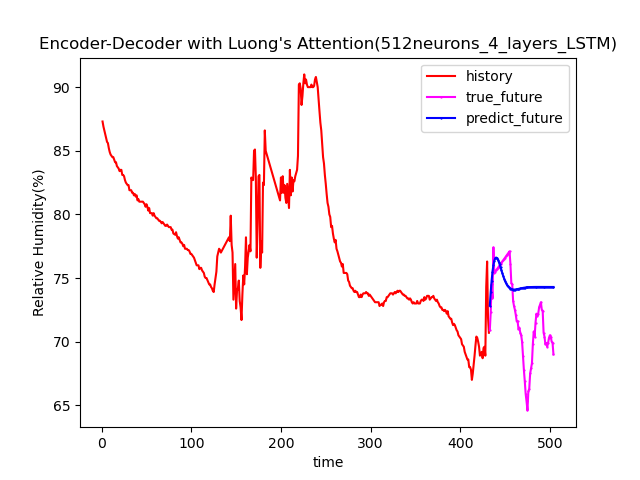 Encoder-Decoder with Luong's Attention(512neurons_4_layers_LSTM)
history
true_future
predict_future
Relative Humidity(%)
90
85
80
75
70
65
0 100 200 300 400 500
time